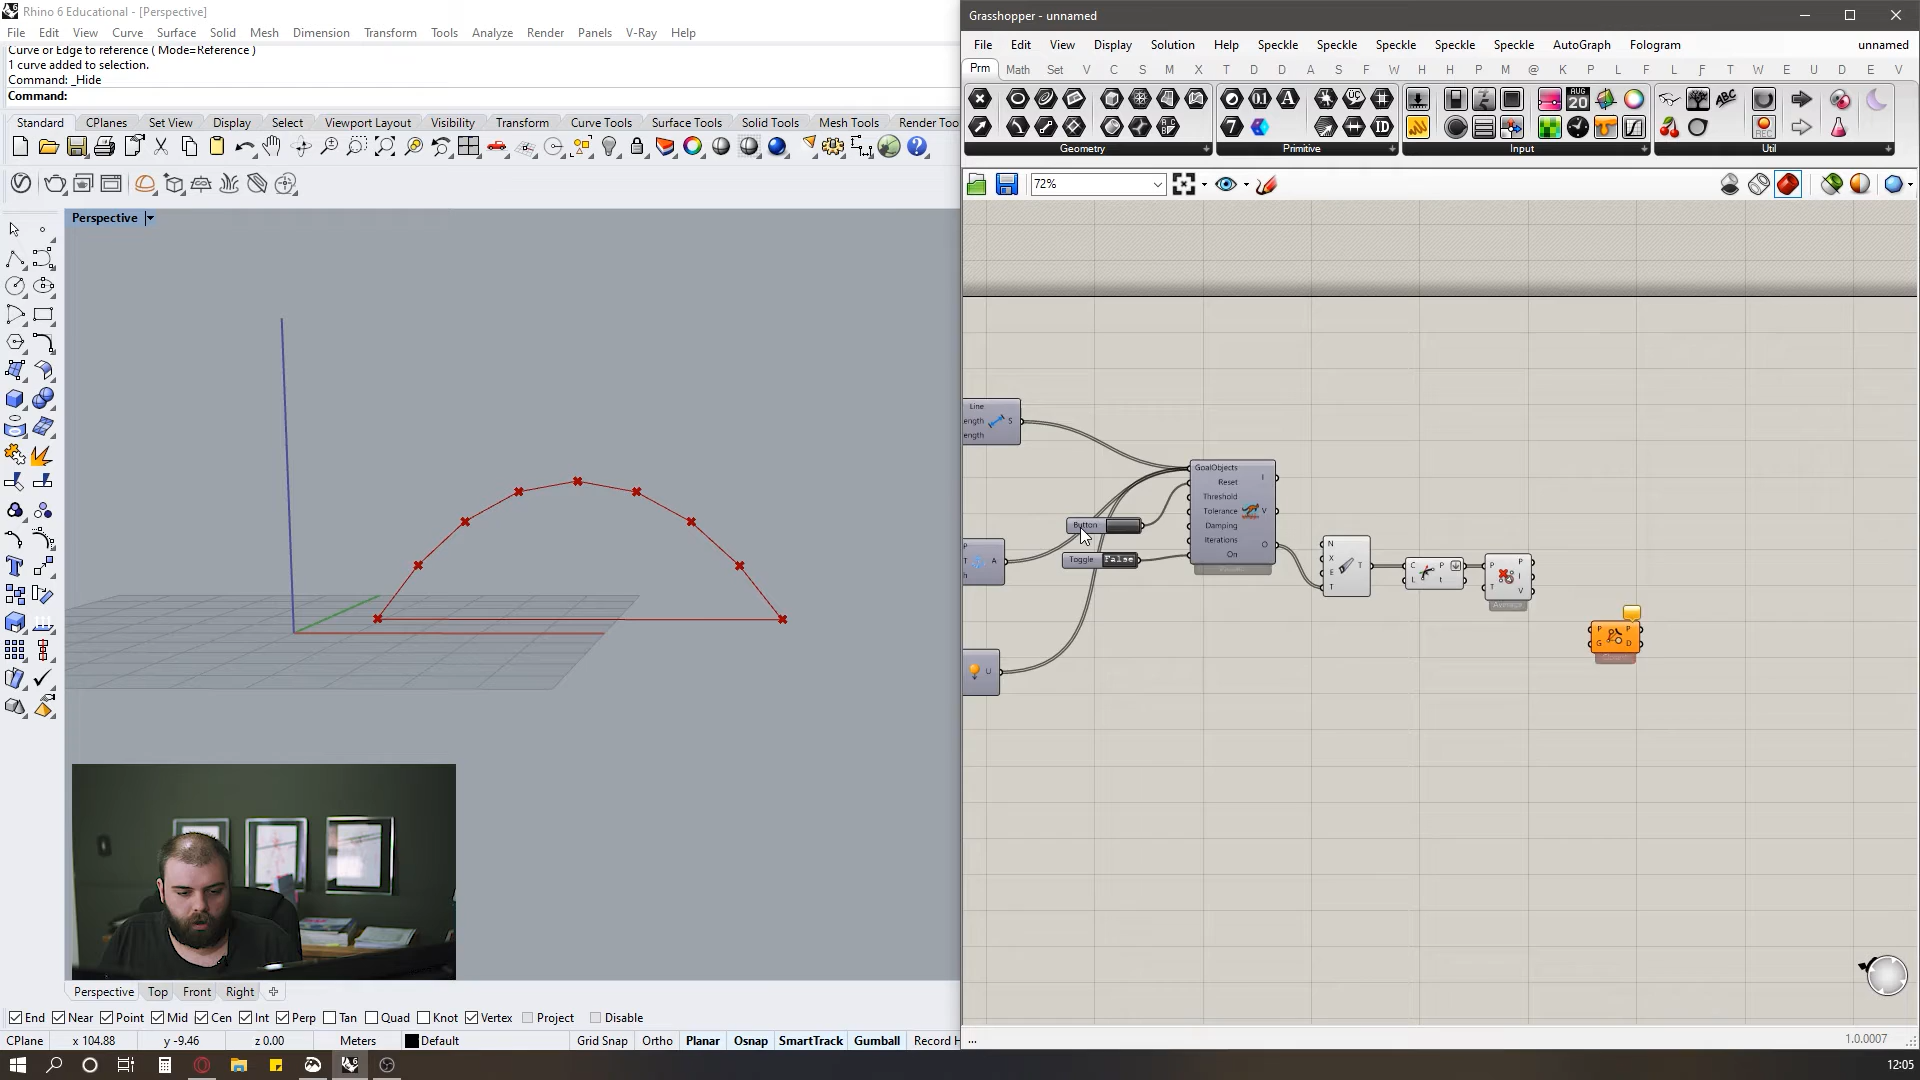 Rhino 6 Educational - [Perspective]
File Edit View Curve Surface Solid Mesh Dimension Transform Tools Analyze Render Panels V-Ray Help
Curve or Edge to reference ( Mode=Reference )
1 curve added to selection.
Command: _Hide
Command:
Standard CPlanes Set View Display Select Viewport Layout Visibility Transform Curve Tools Surface Tools Solid Tools Mesh Tools Render Too
Perspective
Perspective Top Front Right
End Near Point Mid Cen Int Perp Tan Quad Knot Vertex Project Disable
CPlane x 104.88 y -9.46 z 0.00 Meters Default Grid Snap Ortho Planar Osnap SmartTrack Gumball Record H
Grasshopper - unnamed
File Edit View Display Solution Help Speckle Speckle Speckle Speckle Speckle AutoGraph Fologram unnamed
Prm Math Set V C S M X T D D A S F W H H P M @ K P L F L F T W E U D E V
Geometry Primitive Input Util
72%
Line
ength S
ength
P
T A
h
U
Button
Toggle False
GoalObjects
Reset I
Threshold
Tolerance V
Damping
Iterations O
On
N
X
E T
T
C P
L t
P P
I
T V
Average
P P
G D
...
1.0.0007
12:05